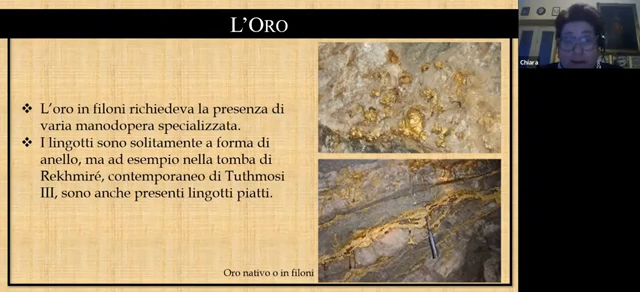 L'Oro
Chiara
❖ L'oro in filoni richiedeva la presenza di
varia manodopera specializzata.
❖ I lingotti sono solitamente a forma di
anello, ma ad esempio nella tomba di
Rekhmiré, contemporaneo di Tuthmosi
III, sono anche presenti lingotti piatti.
Oro nativo o in filoni